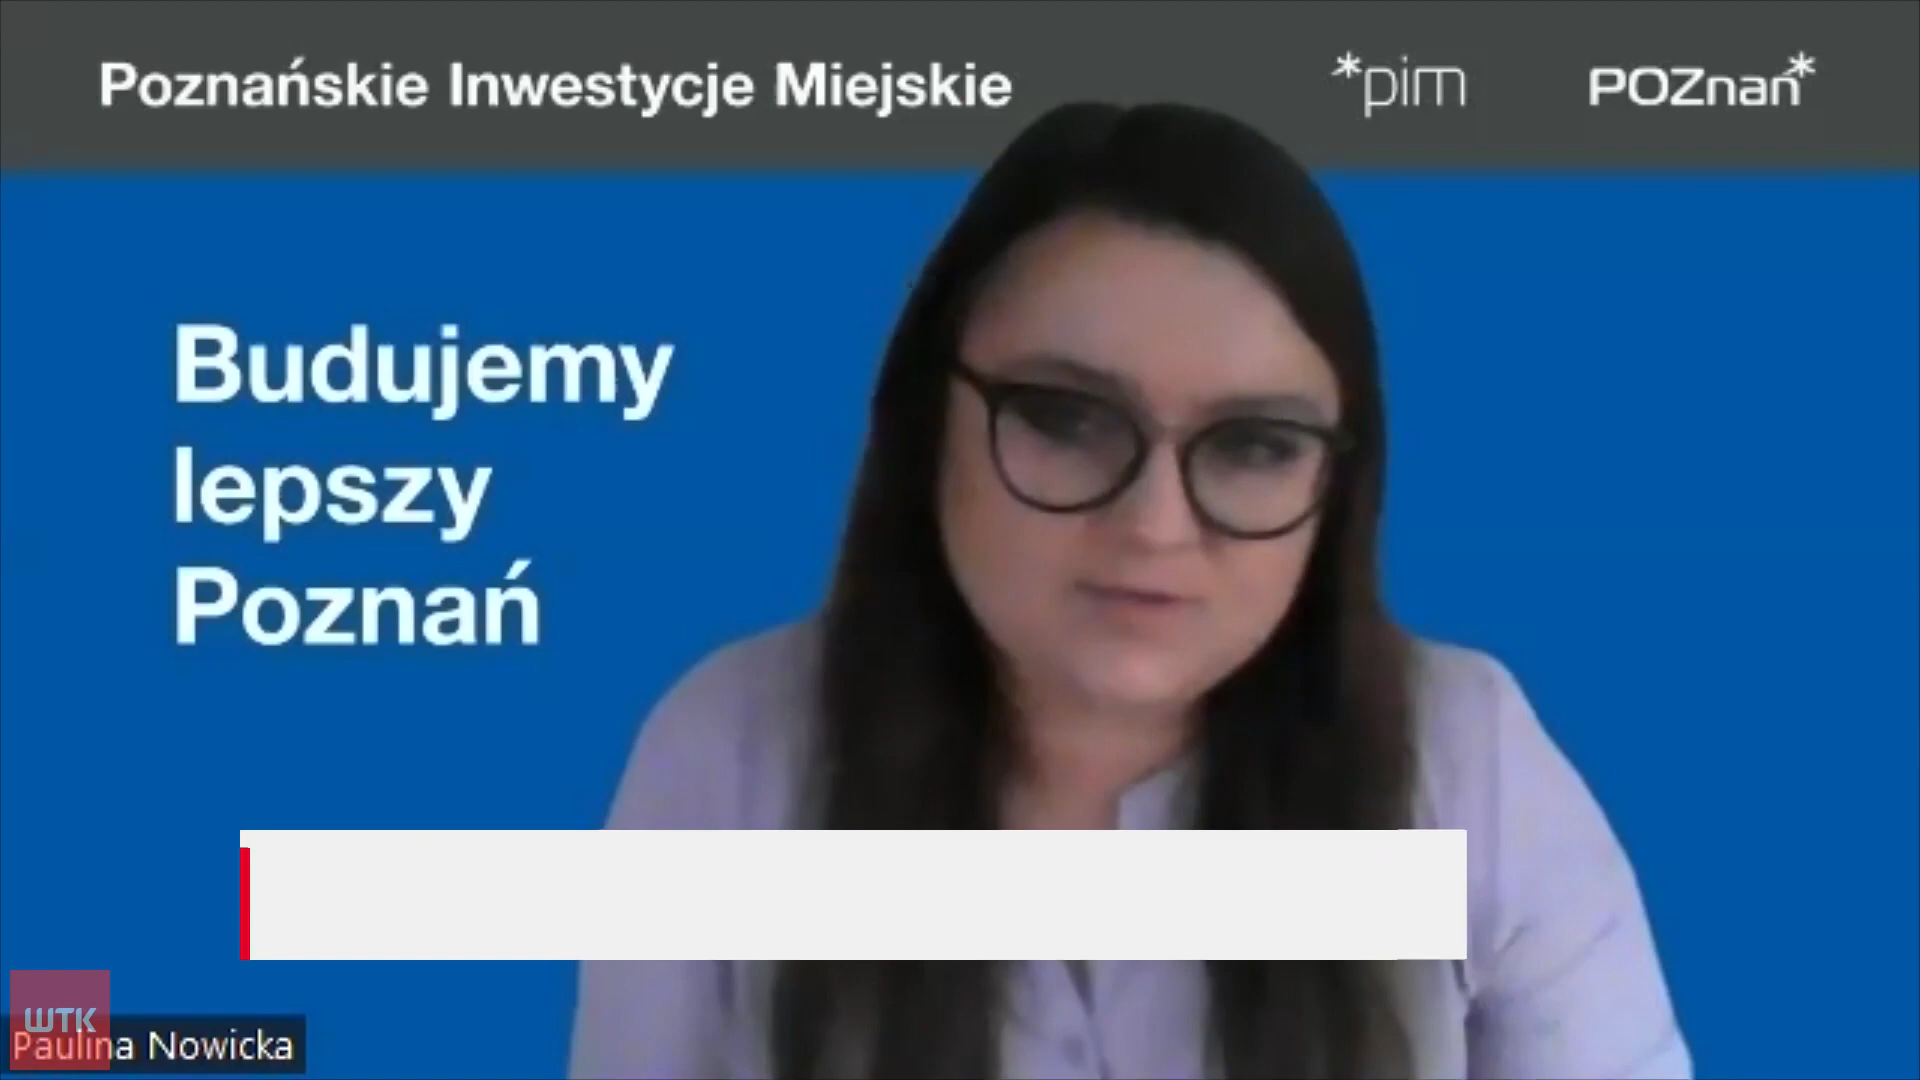 Poznańskie Inwestycje Miejskie
*pim
POZnań*
Budujemy
lepszy
Poznań
WTK
Paulina Nowicka